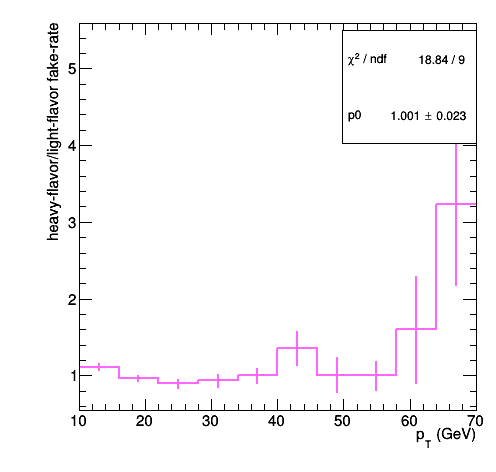 heavy-flavor/light-flavor fake-rate
χ² / ndf 18.84 / 9
p0 1.001 ± 0.023
5
4
3
2
1
10 20 30 40 50 60 70
p_T (GeV)